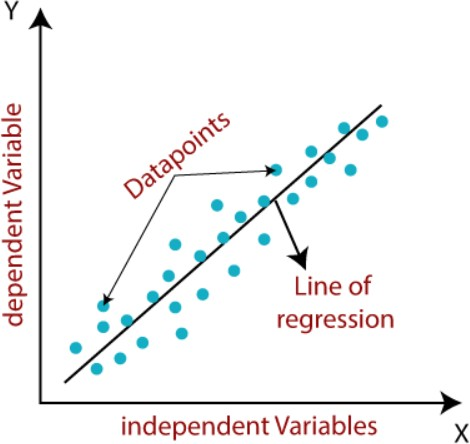 Y
dependent Variable
Datapoints
Line of
regression
independent Variables
X